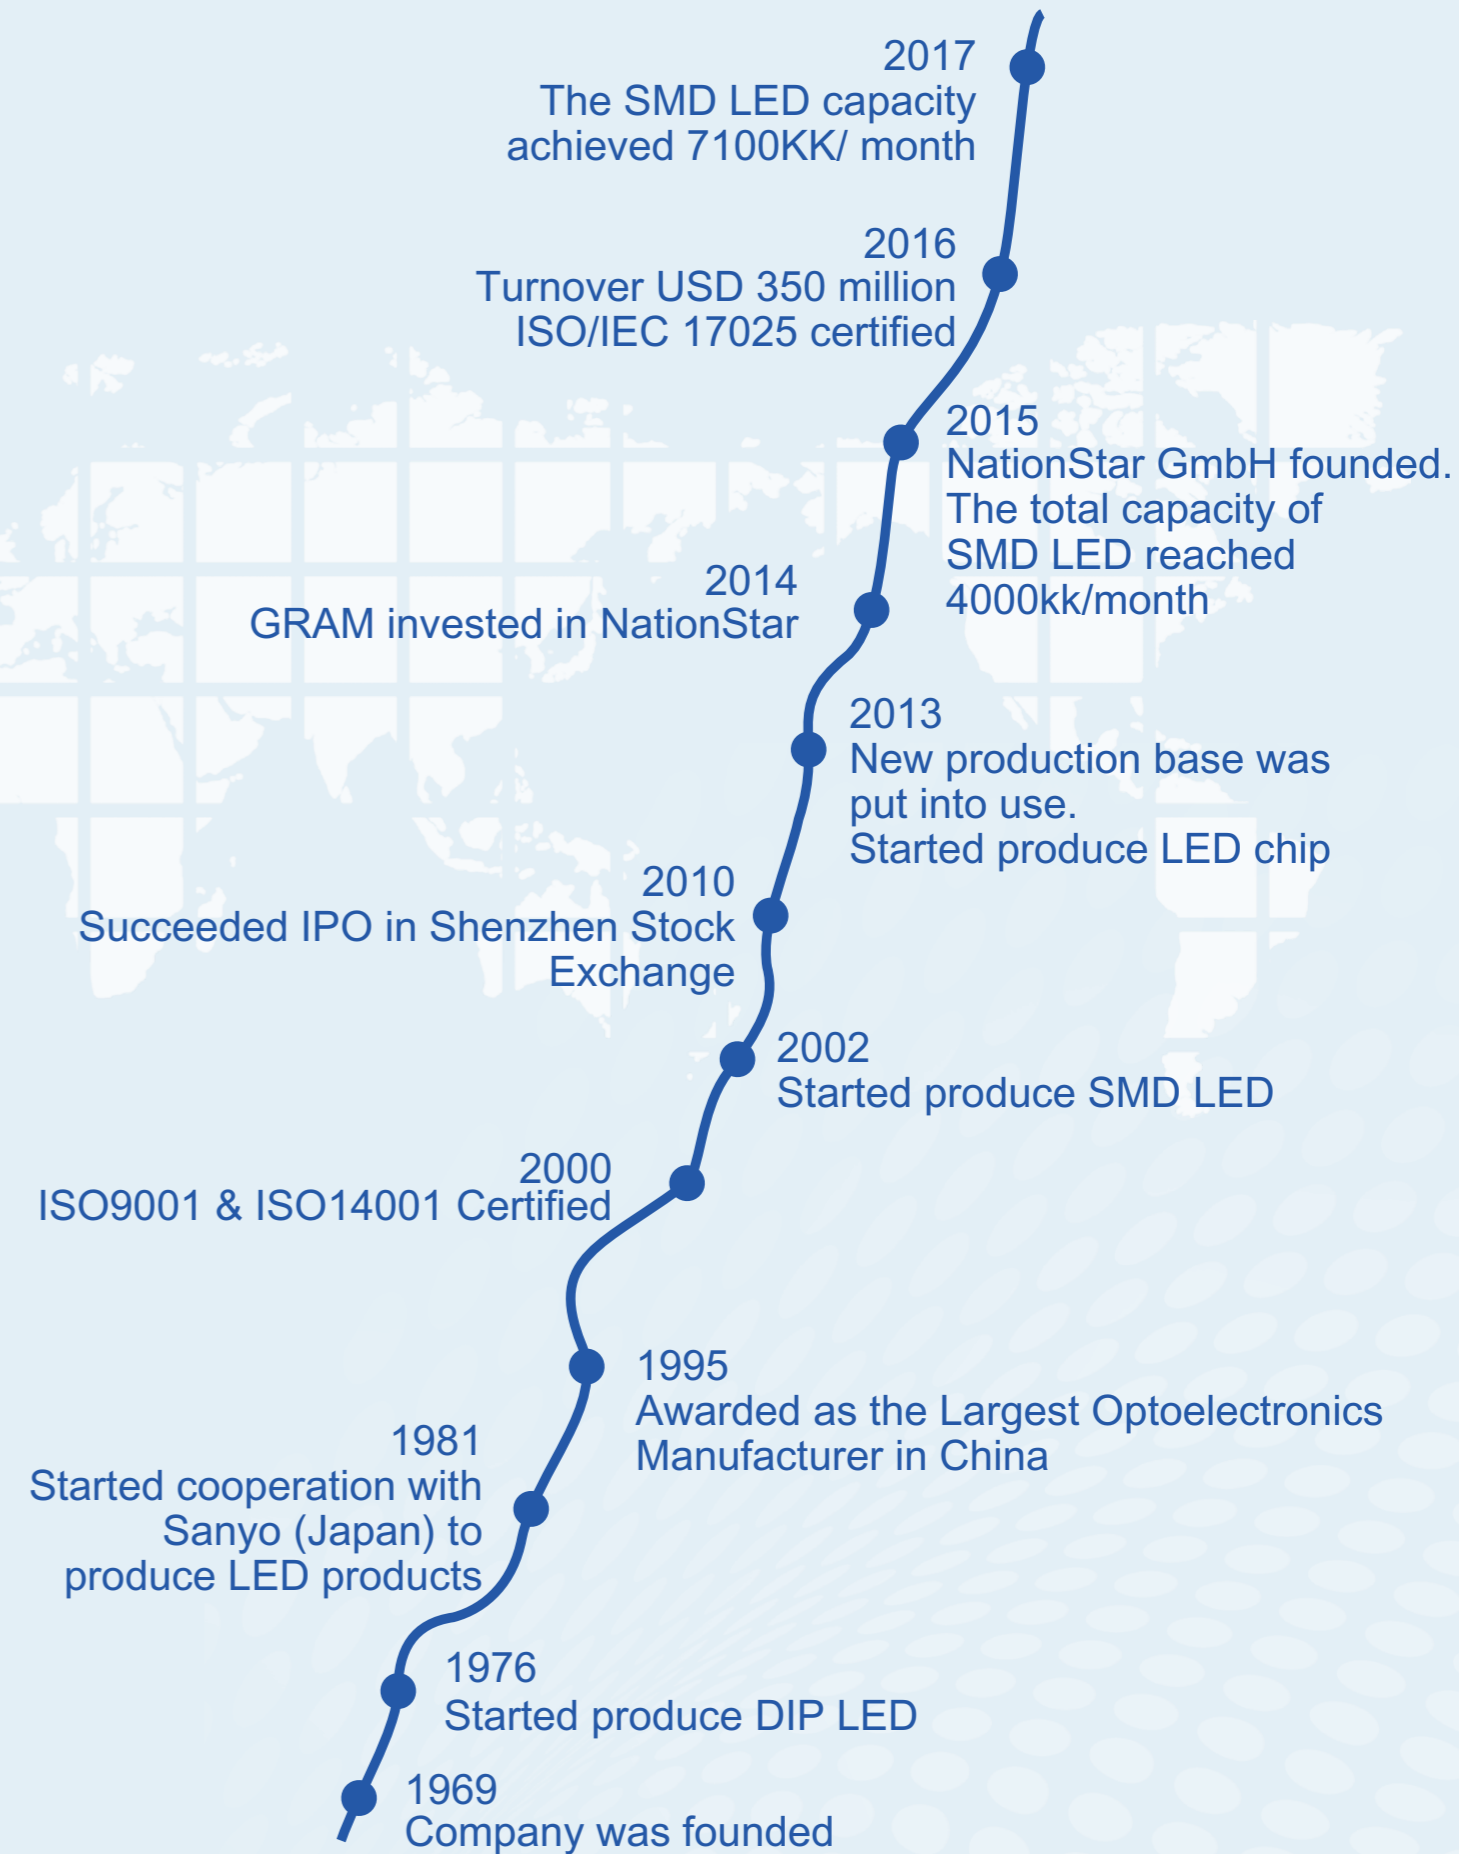 2017
The SMD LED capacity
achieved 7100KK/ month
2016
Turnover USD 350 million
ISO/IEC 17025 certified
2015
NationStar GmbH founded.
The total capacity of
SMD LED reached
4000kk/month
2014
GRAM invested in NationStar
2013
New production base was
put into use.
Started produce LED chip
2010
Succeeded IPO in Shenzhen Stock
Exchange
2002
Started produce SMD LED
2000
ISO9001 & ISO14001 Certified
1995
Awarded as the Largest Optoelectronics
Manufacturer in China
1981
Started cooperation with
Sanyo (Japan) to
produce LED products
1976
Started produce DIP LED
1969
Company was founded